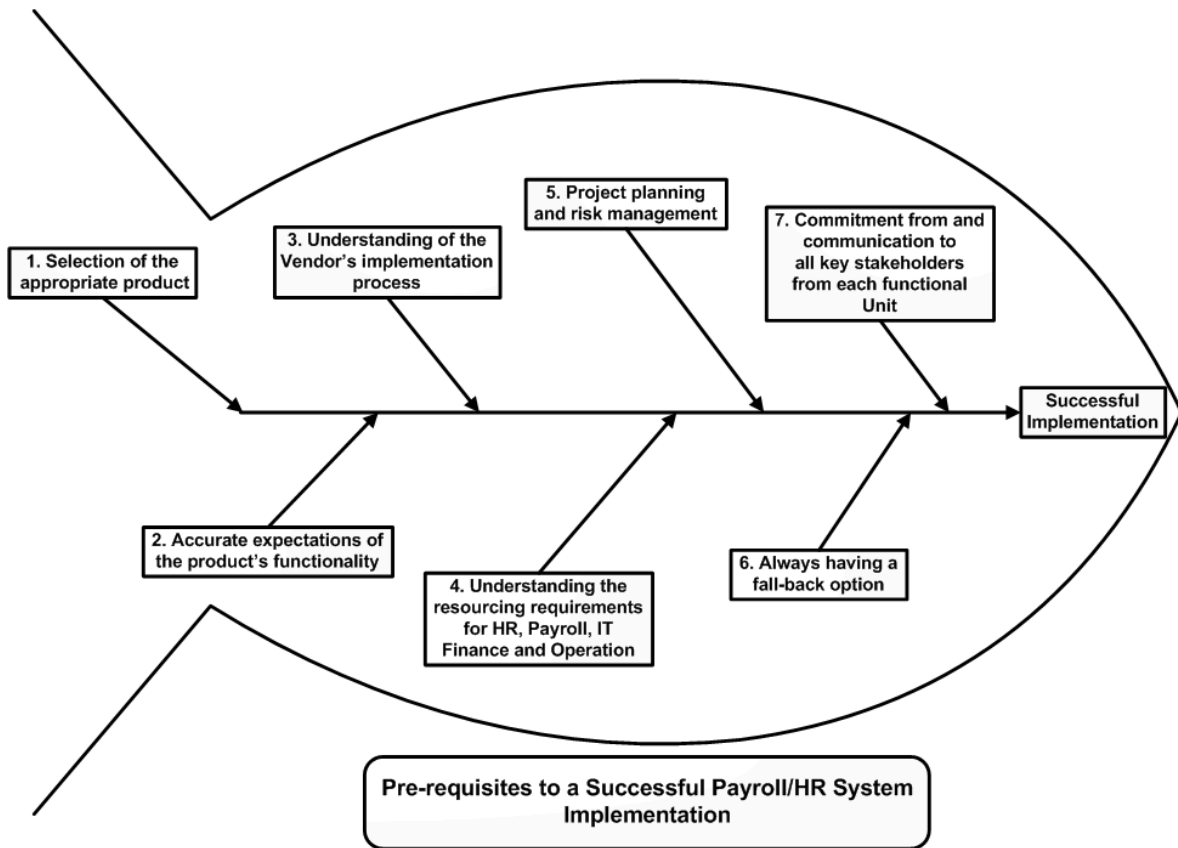 1. Selection of the
appropriate product
2. Accurate expectations of
the product's functionality
3. Understanding of the
Vendor's implementation
process
4. Understanding the
resourcing requirements
for HR, Payroll, IT
Finance and Operation
5. Project planning
and risk management
6. Always having a
fall-back option
7. Commitment from and
communication to
all key stakeholders
from each functional
Unit
Successful
Implementation
Pre-requisites to a Successful Payroll/HR System
Implementation